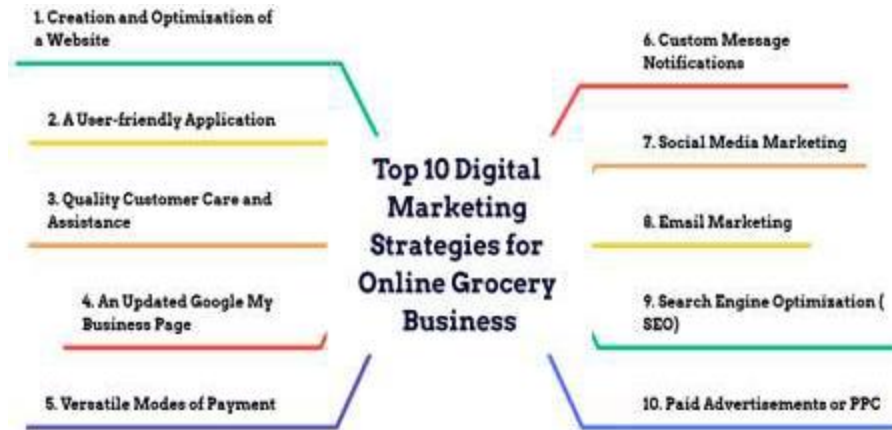 1. Creation and Optimization of
a Website
2. A User-friendly Application
3. Quality Customer Care and
Assistance
4. An Updated Google My
Business Page
5. Versatile Modes of Payment
Top 10 Digital
Marketing
Strategies for
Online Grocery
Business
6. Custom Message
Notifications
7. Social Media Marketing
8. Email Marketing
9. Search Engine Optimization (
SEO)
10. Paid Advertisements or PPC